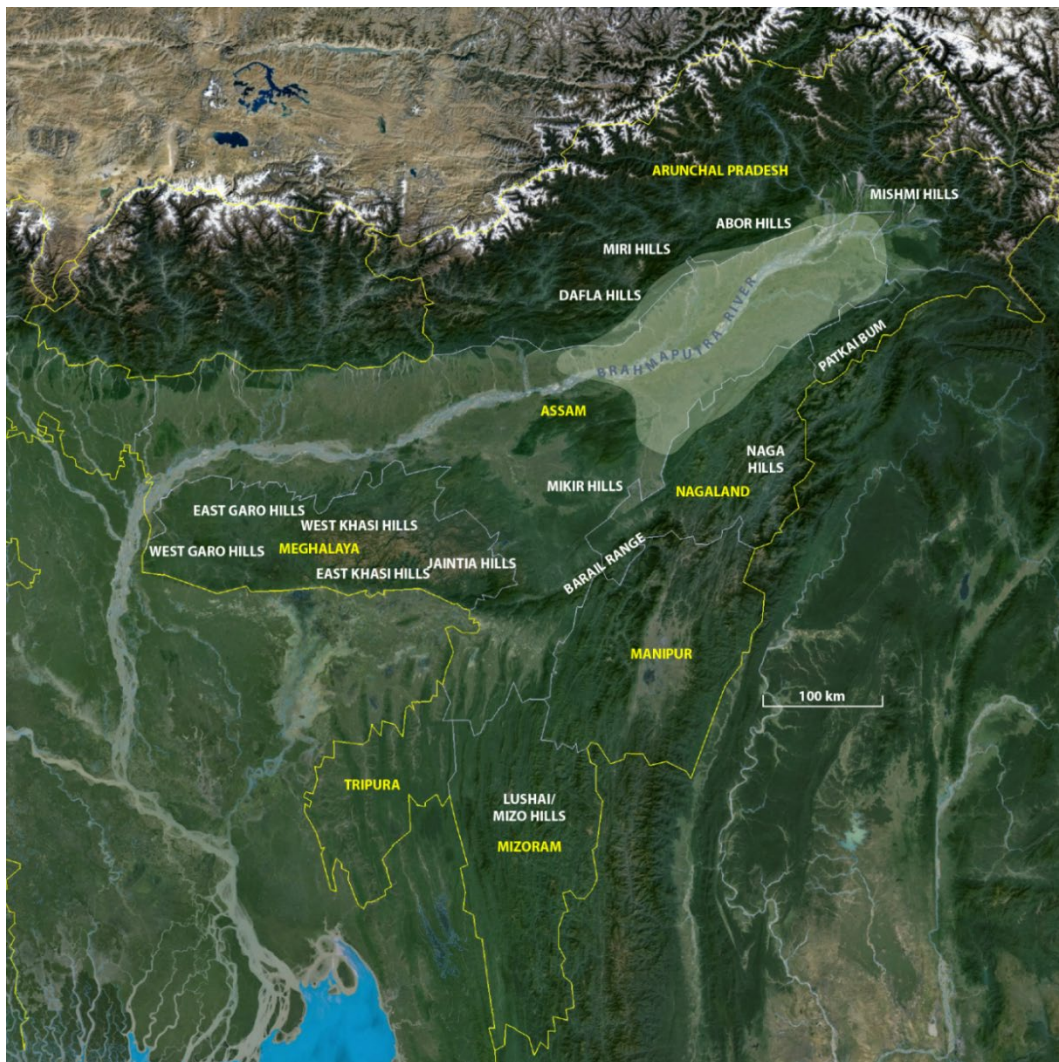 ARUNCHAL PRADESH
MISHMI HILLS
ABOR HILLS
MIRI HILLS
DAFLA HILLS
BRAHMAPUTRA RIVER
PATKAI BUM
ASSAM
NAGA
HILLS
MIKIR HILLS
NAGALAND
EAST GARO HILLS
WEST KHASI HILLS
WEST GARO HILLS
MEGHALAYA
JAINTIA HILLS
EAST KHASI HILLS
BARAIL RANGE
MANIPUR
100 km
TRIPURA
LUSHAI/
MIZO HILLS
MIZORAM